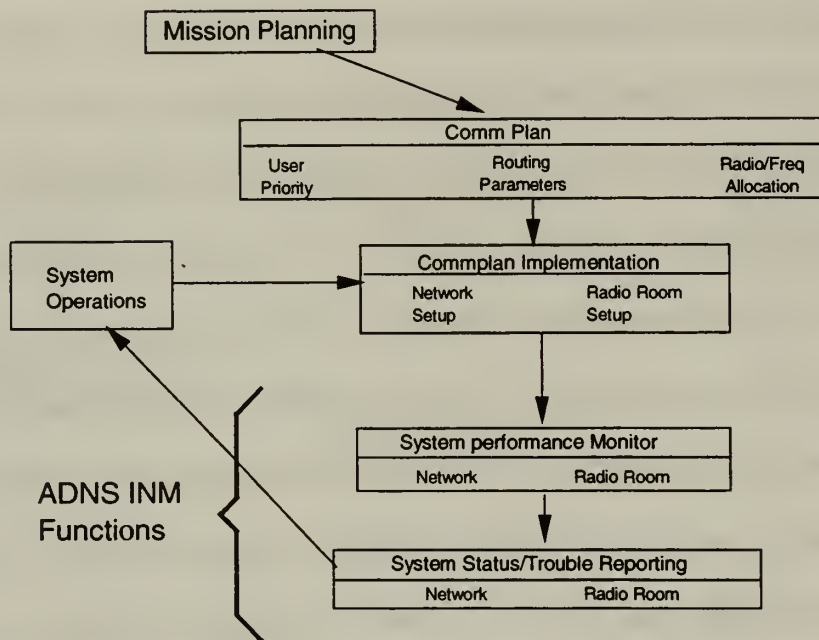 Mission Planning
Comm Plan
User Priority
Routing Parameters
Radio/Freq Allocation
System Operations
Commplan Implementation
Network Setup
Radio Room Setup
System performance Monitor
Network
Radio Room
ADNS INM Functions
System Status/Trouble Reporting
Network
Radio Room